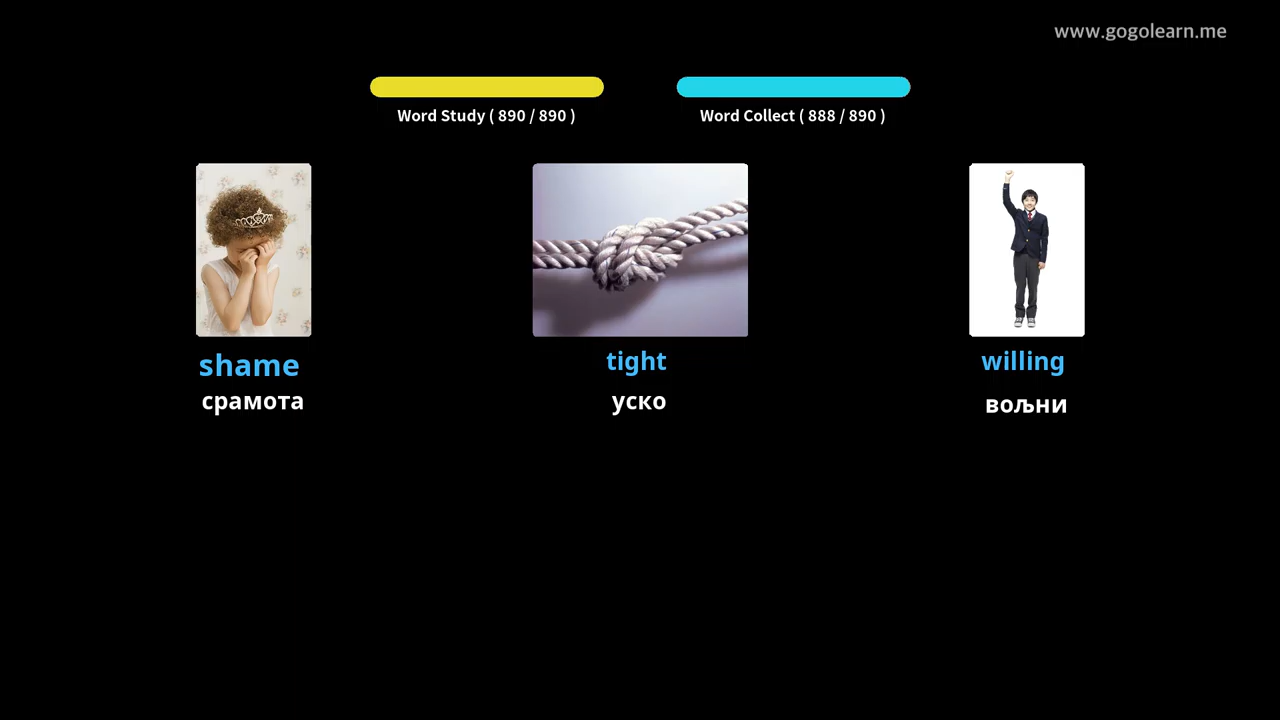 www.gogolearn.me
Word Study ( 890 / 890 )
Word Collect ( 888 / 890 )
shame
срамота
tight
уско
willing
вољни